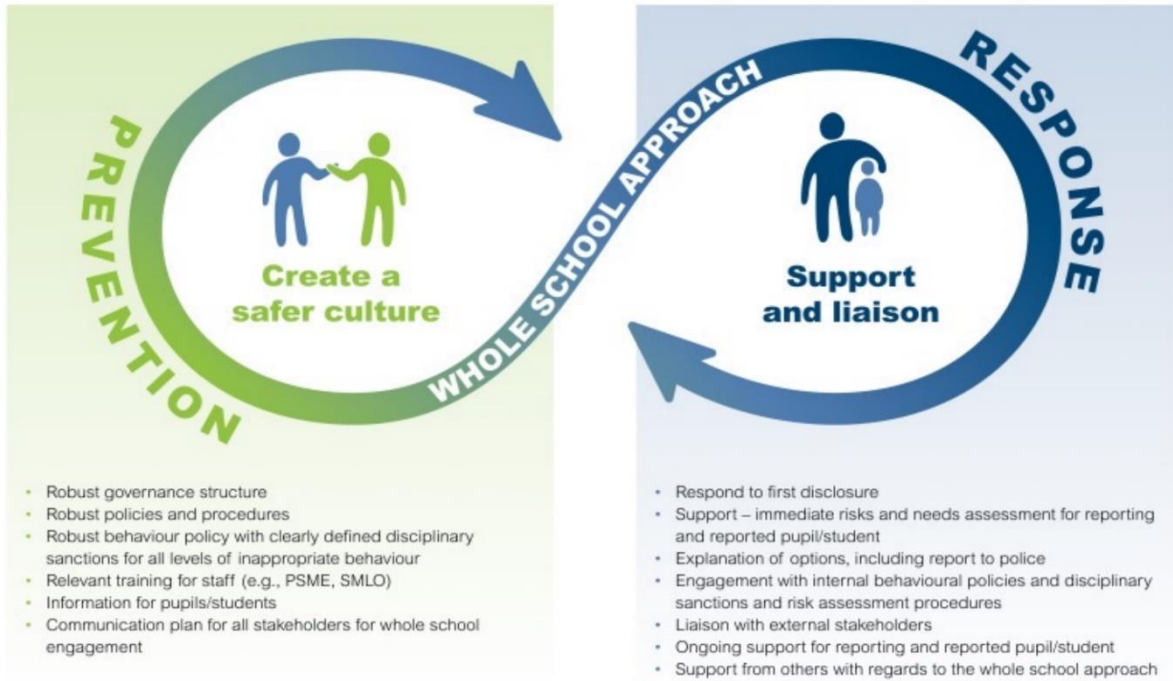 PREVENTION
Create a
safer culture
WHOLE SCHOOL APPROACH
RESPONSE
Support
and liaison
• Robust governance structure
• Robust policies and procedures
• Robust behaviour policy with clearly defined disciplinary
sanctions for all levels of inappropriate behaviour
• Relevant training for staff (e.g., PSME, SMLO)
• Information for pupils/students
• Communication plan for all stakeholders for whole school
engagement
• Respond to first disclosure
• Support – immediate risks and needs assessment for reporting
and reported pupil/student
• Explanation of options, including report to police
• Engagement with internal behavioural policies and disciplinary
sanctions and risk assessment procedures
• Liaison with external stakeholders
• Ongoing support for reporting and reported pupil/student
• Support from others with regards to the whole school approach